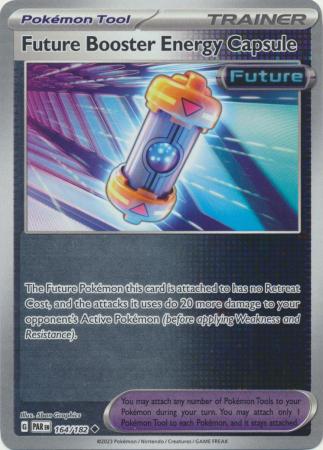 Pokémon Tool
TRAINER
Future Booster Energy Capsule
Future
The Future Pokémon this card is attached to has no Retreat
Cost, and the attacks it uses do 20 more damage to your
opponent's Active Pokémon (before applying Weakness and
Resistance).
Illus. Studio Bora Inc.
G PAR EN 164/182
You may attach any number of Pokémon Tools to your
Pokémon during your turn. You may attach only 1
Pokémon Tool to each Pokémon, and it stays attached.
©2023 Pokémon / Nintendo / Creatures / GAME FREAK